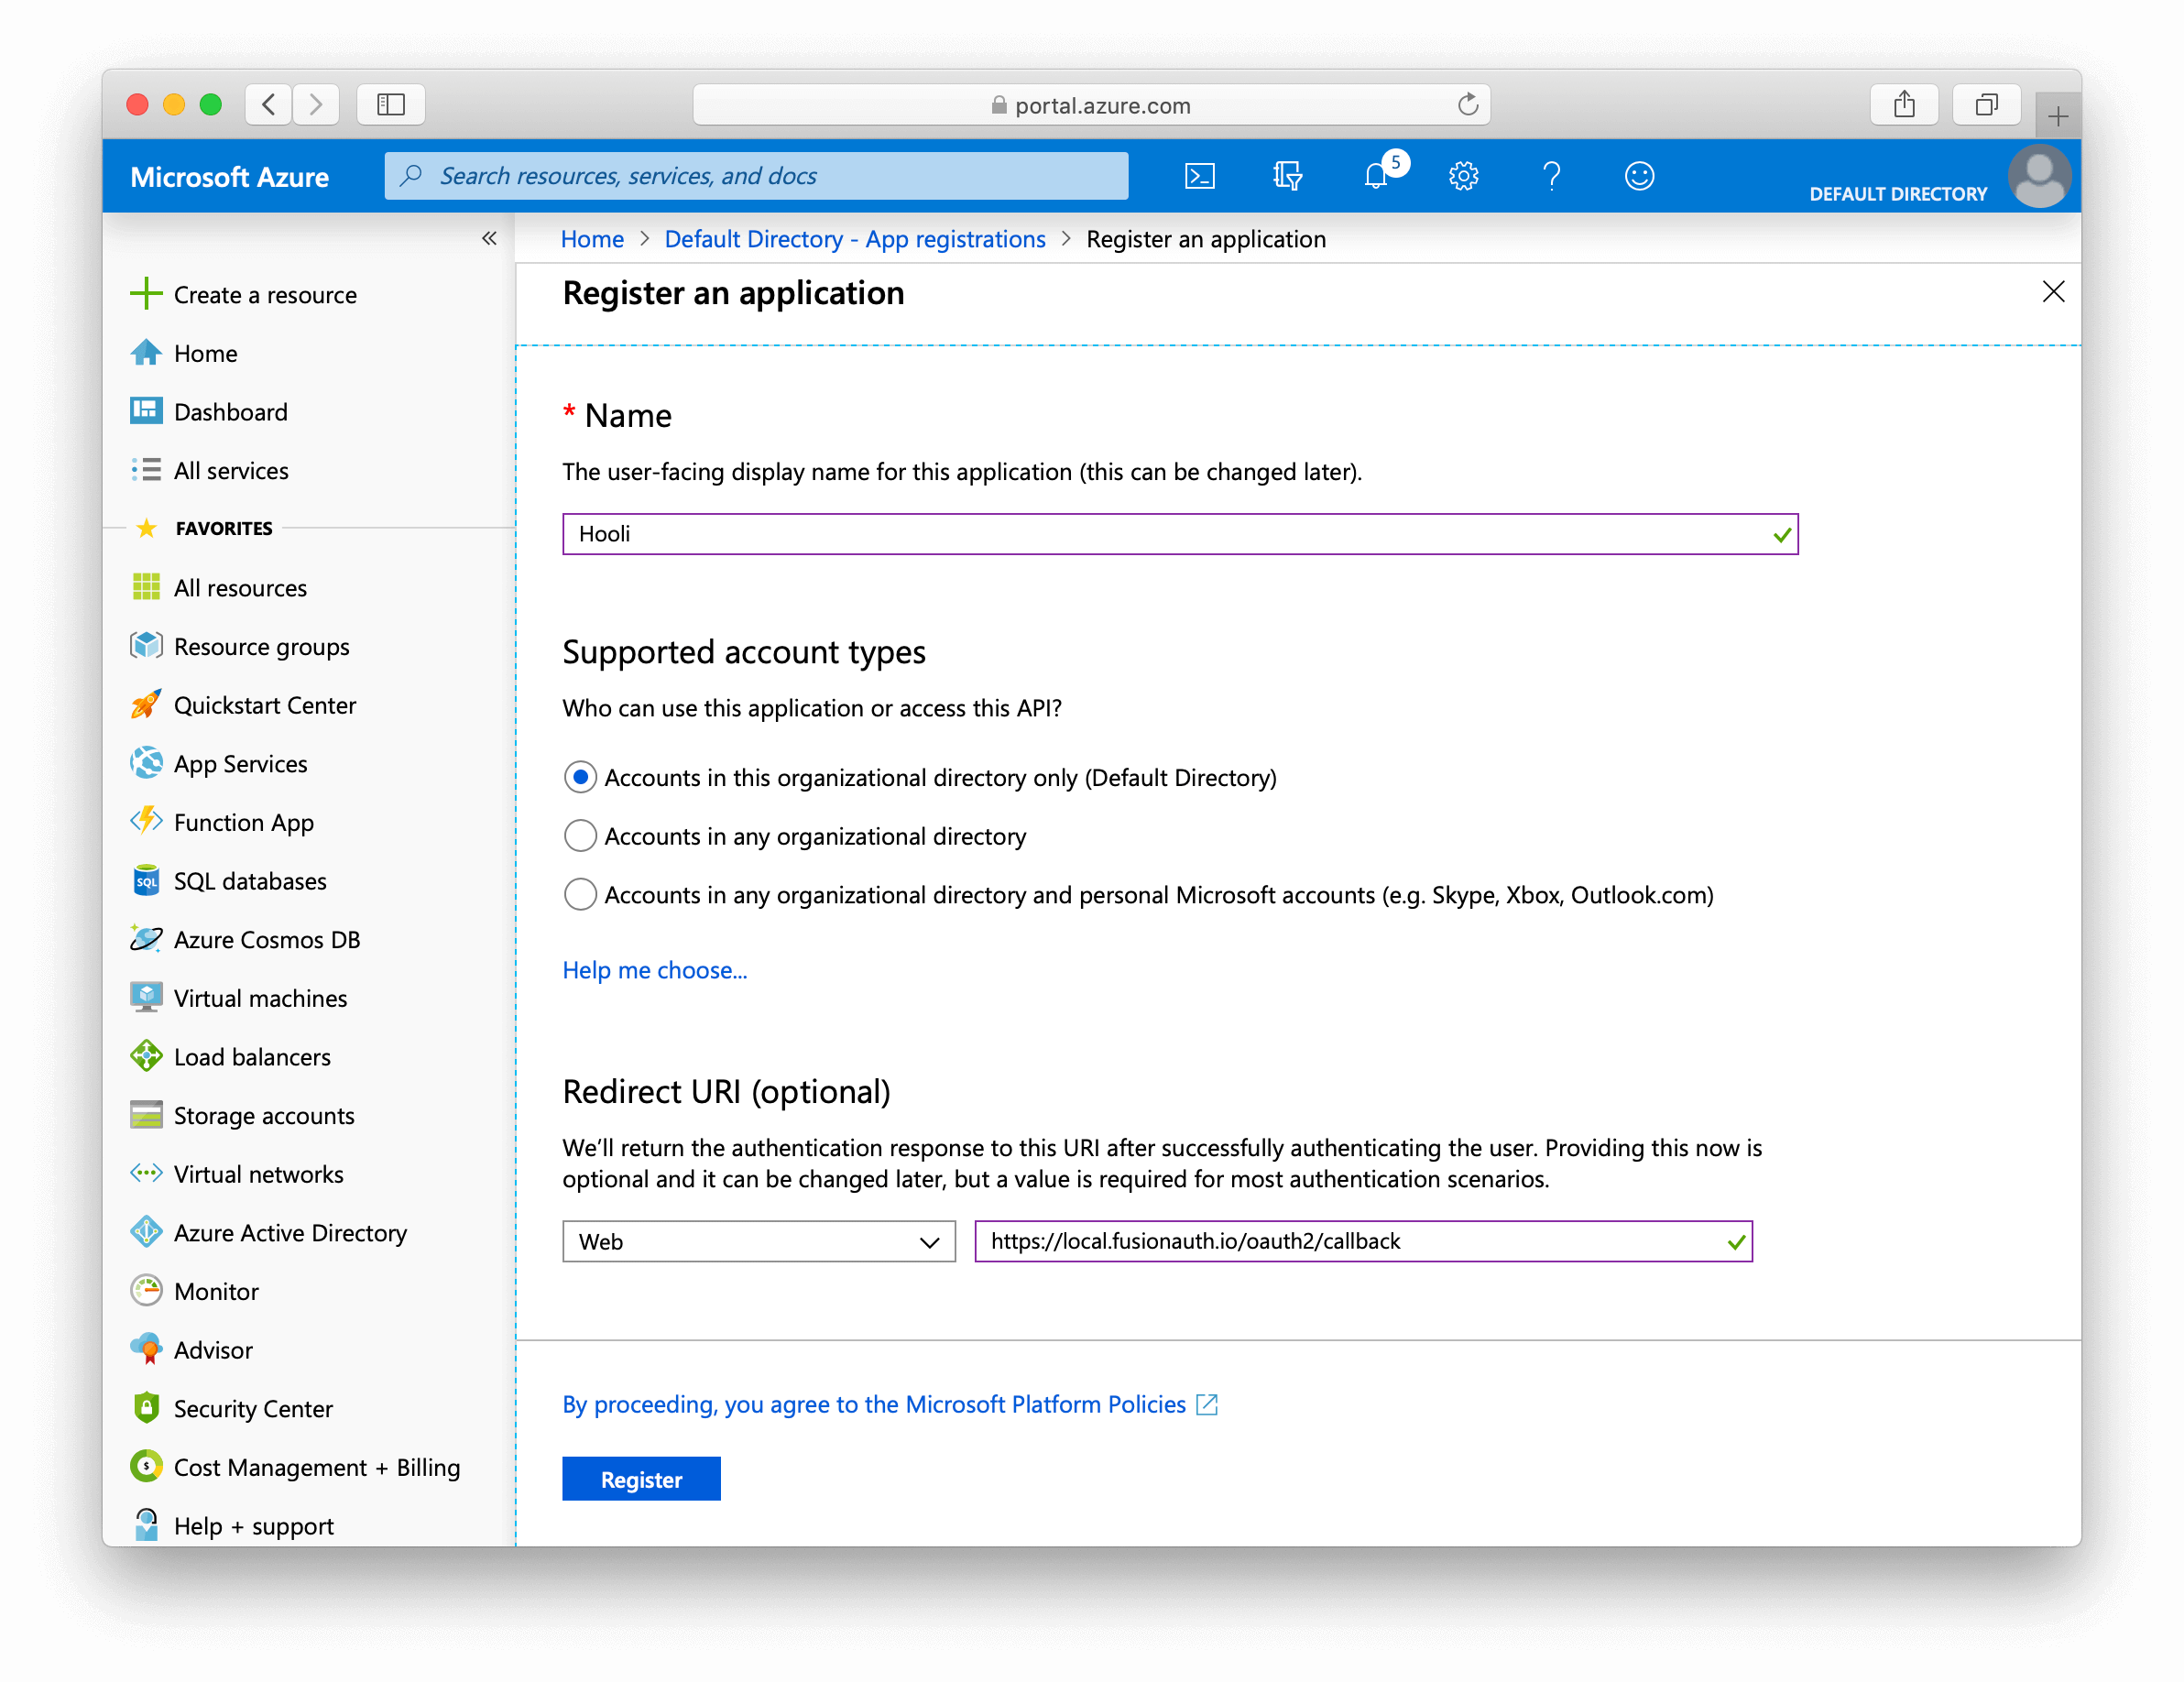 portal.azure.com
Microsoft Azure
Search resources, services, and docs
5
DEFAULT DIRECTORY
Home > Default Directory - App registrations > Register an application
Create a resource
Home
Dashboard
All services
FAVORITES
All resources
Resource groups
Quickstart Center
App Services
Function App
SQL
SQL databases
Azure Cosmos DB
Virtual machines
Load balancers
Storage accounts
Virtual networks
Azure Active Directory
Monitor
Advisor
Security Center
$
Cost Management + Billing
Help + support
Register an application
* Name
The user-facing display name for this application (this can be changed later).
Hooli
Supported account types
Who can use this application or access this API?
Accounts in this organizational directory only (Default Directory)
Accounts in any organizational directory
Accounts in any organizational directory and personal Microsoft accounts (e.g. Skype, Xbox, Outlook.com)
Help me choose...
Redirect URI (optional)
We'll return the authentication response to this URI after successfully authenticating the user. Providing this now is
optional and it can be changed later, but a value is required for most authentication scenarios.
Web
https://local.fusionauth.io/oauth2/callback
By proceeding, you agree to the Microsoft Platform Policies
Register